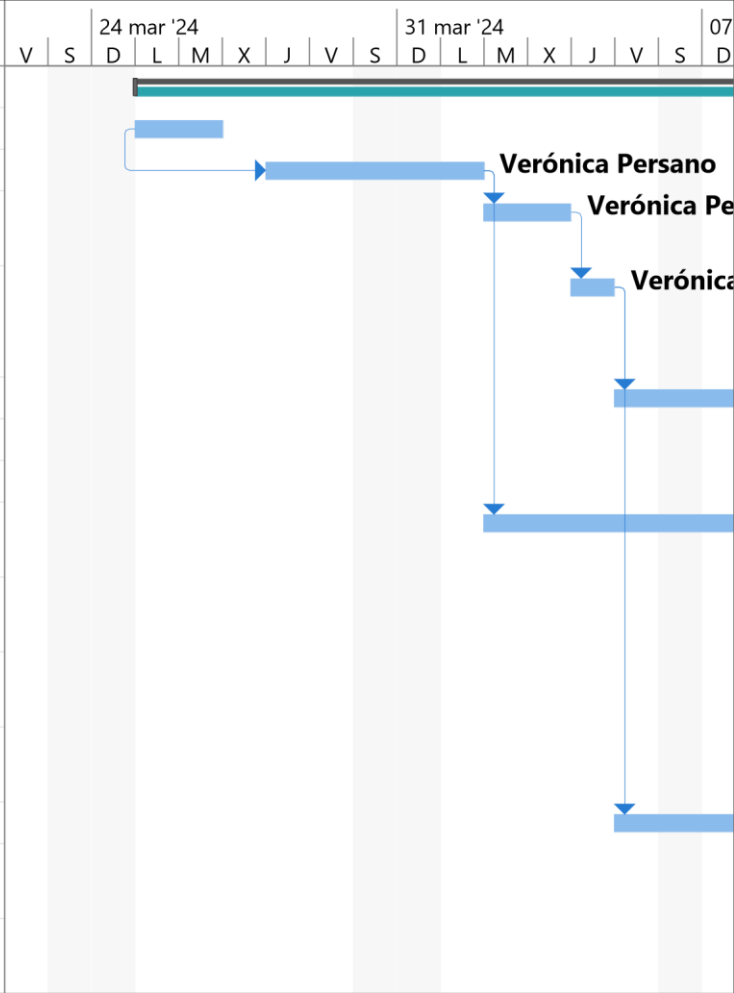 24 mar '24 31 mar '24 07
V S D L M X J V S D L M X J V S D
Verónica Persano
Verónica Pe
Verónica